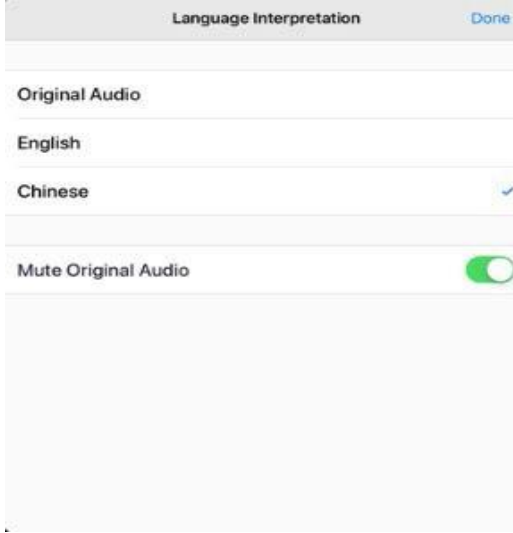 Language Interpretation Done
Original Audio
English
Chinese
Mute Original Audio